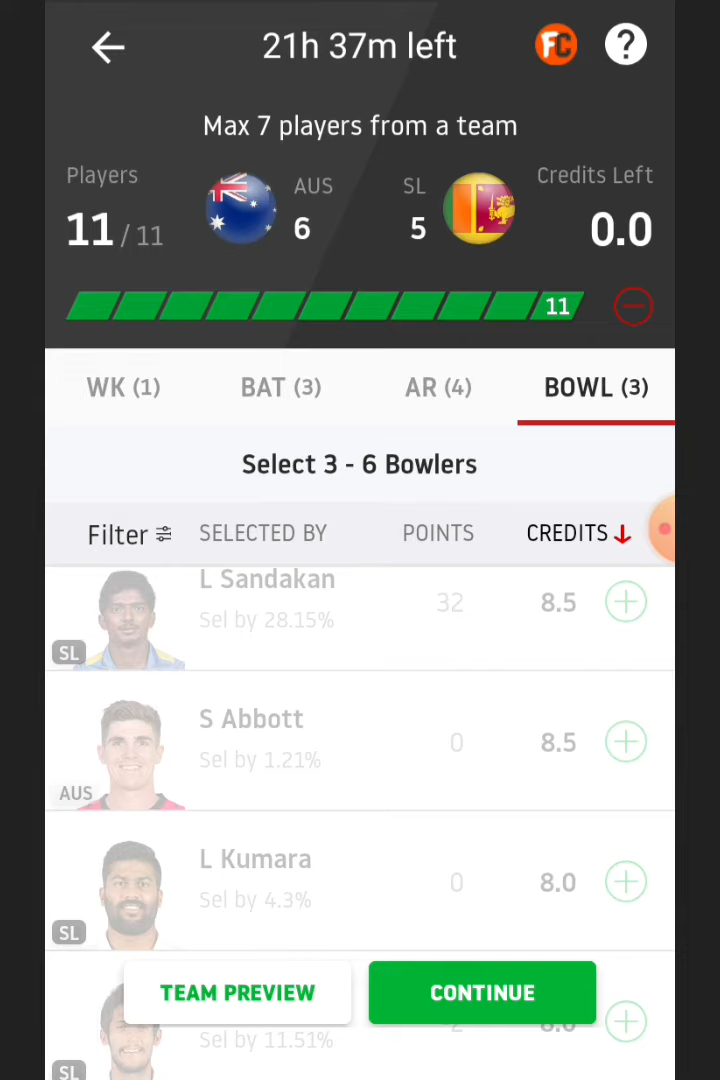 21h 37m left
FC
?
Max 7 players from a team
Players
AUS
SL
Credits Left
11 / 11
6
5
0.0
11
WK (1)
BAT (3)
AR (4)
BOWL (3)
Select 3 - 6 Bowlers
Filter
SELECTED BY
POINTS
CREDITS
L Sandakan
Sel by 28.15%
32
8.5
SL
S Abbott
Sel by 1.21%
0
8.5
AUS
L Kumara
Sel by 4.3%
0
8.0
SL
TEAM PREVIEW
CONTINUE
Sel by 11.51%
2
8.0
SL